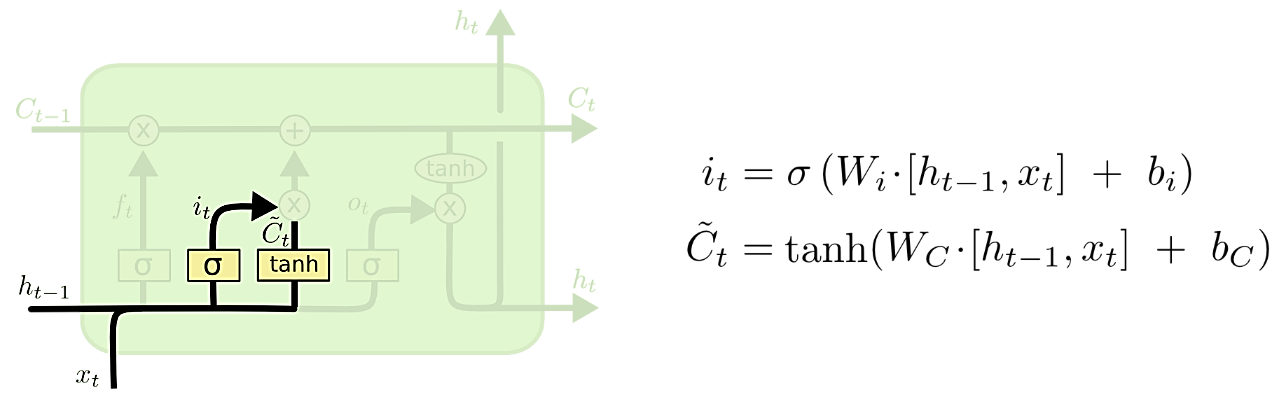 h_t
C_{t-1}
C_t
x
+
tanh
f_t
i_t
x
o_t
x
C̃_t
σ
σ
tanh
σ
h_{t-1}
h_t
x_t
i_t = σ (W_i·[h_{t-1}, x_t] + b_i)
C̃_t = tanh(W_C·[h_{t-1}, x_t] + b_C)